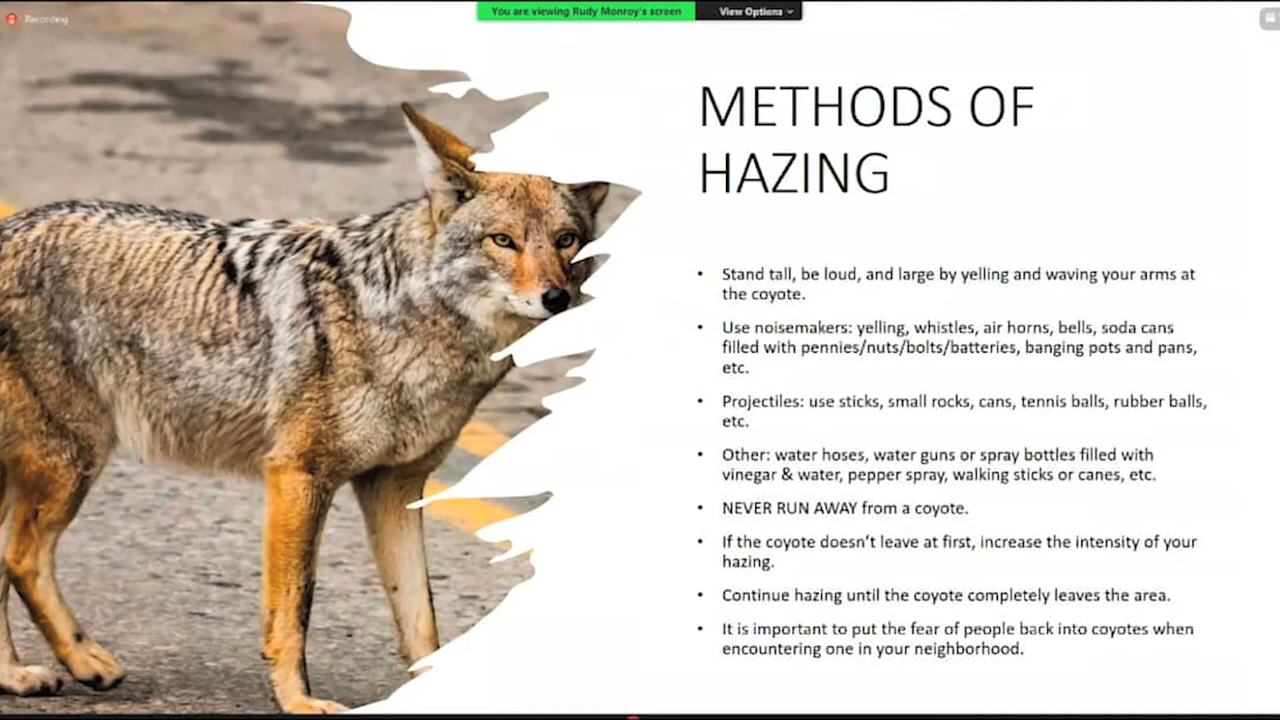 Recording
You are viewing Rudy Monroy's screen
View Options
METHODS OF
HAZING
• Stand tall, be loud, and large by yelling and waving your arms at
the coyote.
• Use noisemakers: yelling, whistles, air horns, bells, soda cans
filled with pennies/nuts/bolts/batteries, banging pots and pans,
etc.
• Projectiles: use sticks, small rocks, cans, tennis balls, rubber balls,
etc.
• Other: water hoses, water guns or spray bottles filled with
vinegar & water, pepper spray, walking sticks or canes, etc.
• NEVER RUN AWAY from a coyote.
• If the coyote doesn't leave at first, increase the intensity of your
hazing.
• Continue hazing until the coyote completely leaves the area.
• It is important to put the fear of people back into coyotes when
encountering one in your neighborhood.